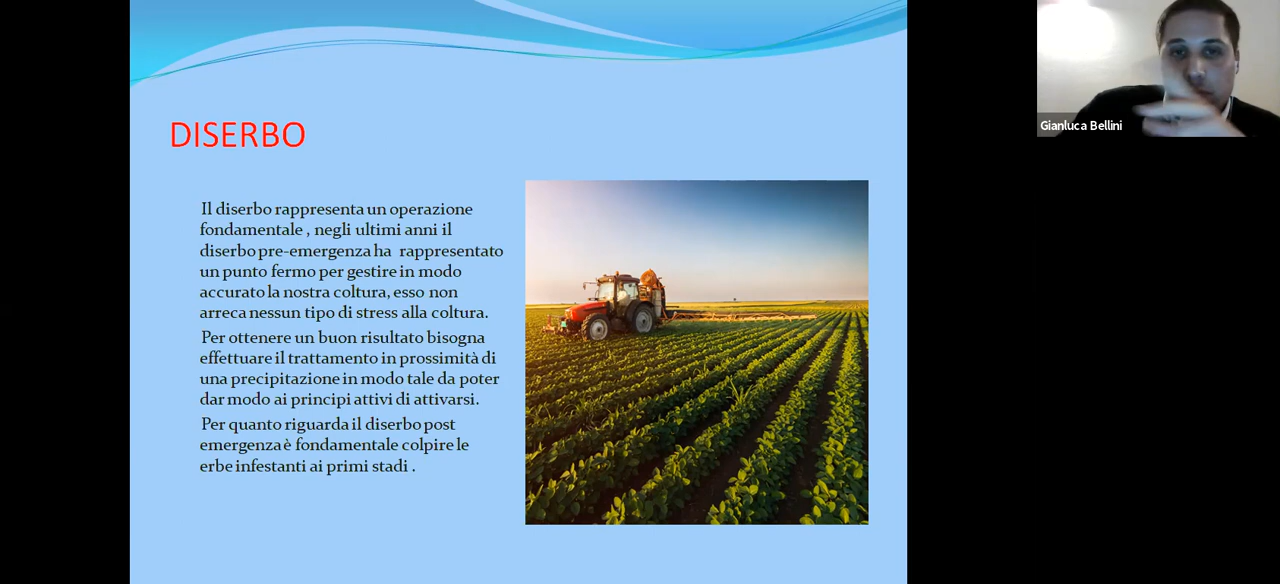 DISERBO
Il diserbo rappresenta un operazione
fondamentale , negli ultimi anni il
diserbo pre-emergenza ha rappresentato
un punto fermo per gestire in modo
accurato la nostra coltura, esso non
arreca nessun tipo di stress alla coltura.
Per ottenere un buon risultato bisogna
effettuare il trattamento in prossimità di
una precipitazione in modo tale da poter
dar modo ai principi attivi di attivarsi.
Per quanto riguarda il diserbo post
emergenza è fondamentale colpire le
erbe infestanti ai primi stadi .
Gianluca Bellini